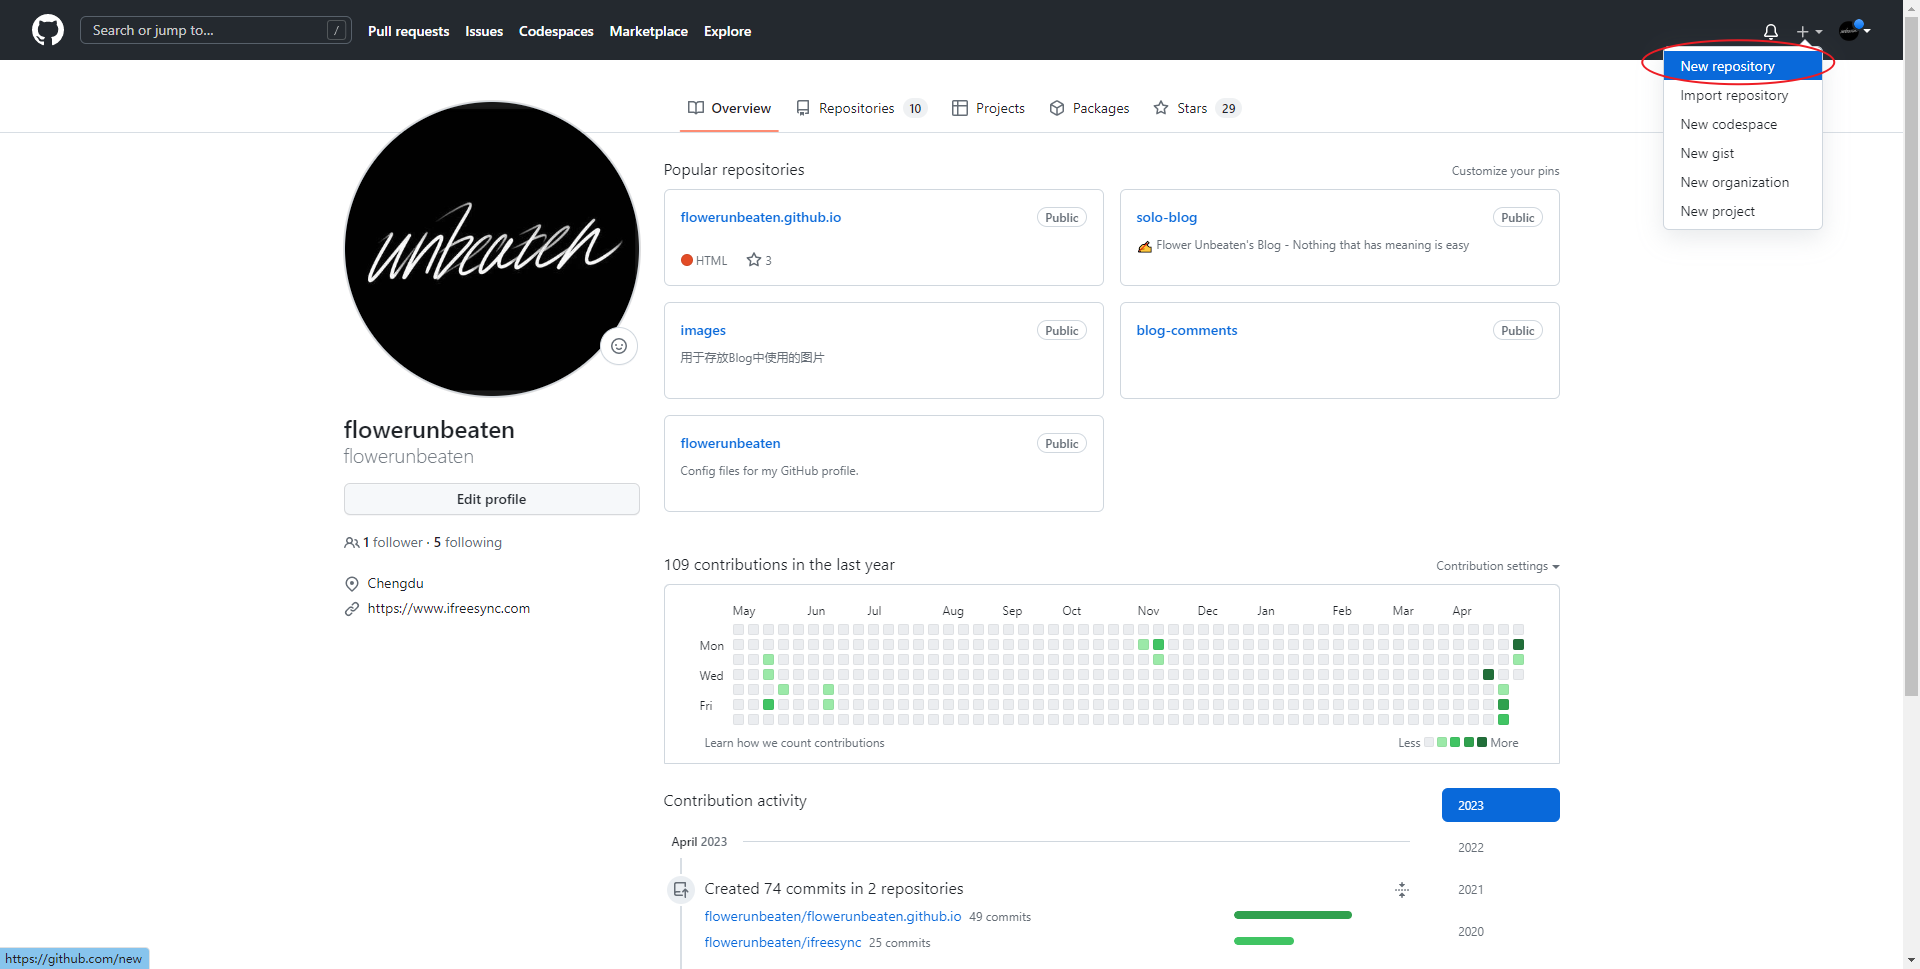 Search or jump to... /
Pull requests Issues Codespaces Marketplace Explore
New repository
Import repository
New codespace
New gist
New organization
New project
Overview Repositories 10 Projects Packages Stars 29
unbeaten
flowerunbeaten
flowerunbeaten
Edit profile
1 follower · 5 following
Chengdu
https://www.ifreesync.com
Popular repositories Customize your pins
flowerunbeaten.github.io Public
HTML 3
solo-blog Public
Flower Unbeaten's Blog - Nothing that has meaning is easy
images Public
用于存放Blog中使用的图片
blog-comments Public
flowerunbeaten Public
Config files for my GitHub profile.
109 contributions in the last year Contribution settings
May Jun Jul Aug Sep Oct Nov Dec Jan Feb Mar Apr
Mon
Wed
Fri
Learn how we count contributions Less More
Contribution activity
2023
2022
2021
2020
April 2023
Created 74 commits in 2 repositories
flowerunbeaten/flowerunbeaten.github.io 49 commits
flowerunbeaten/ifreesync 25 commits
https://github.com/new